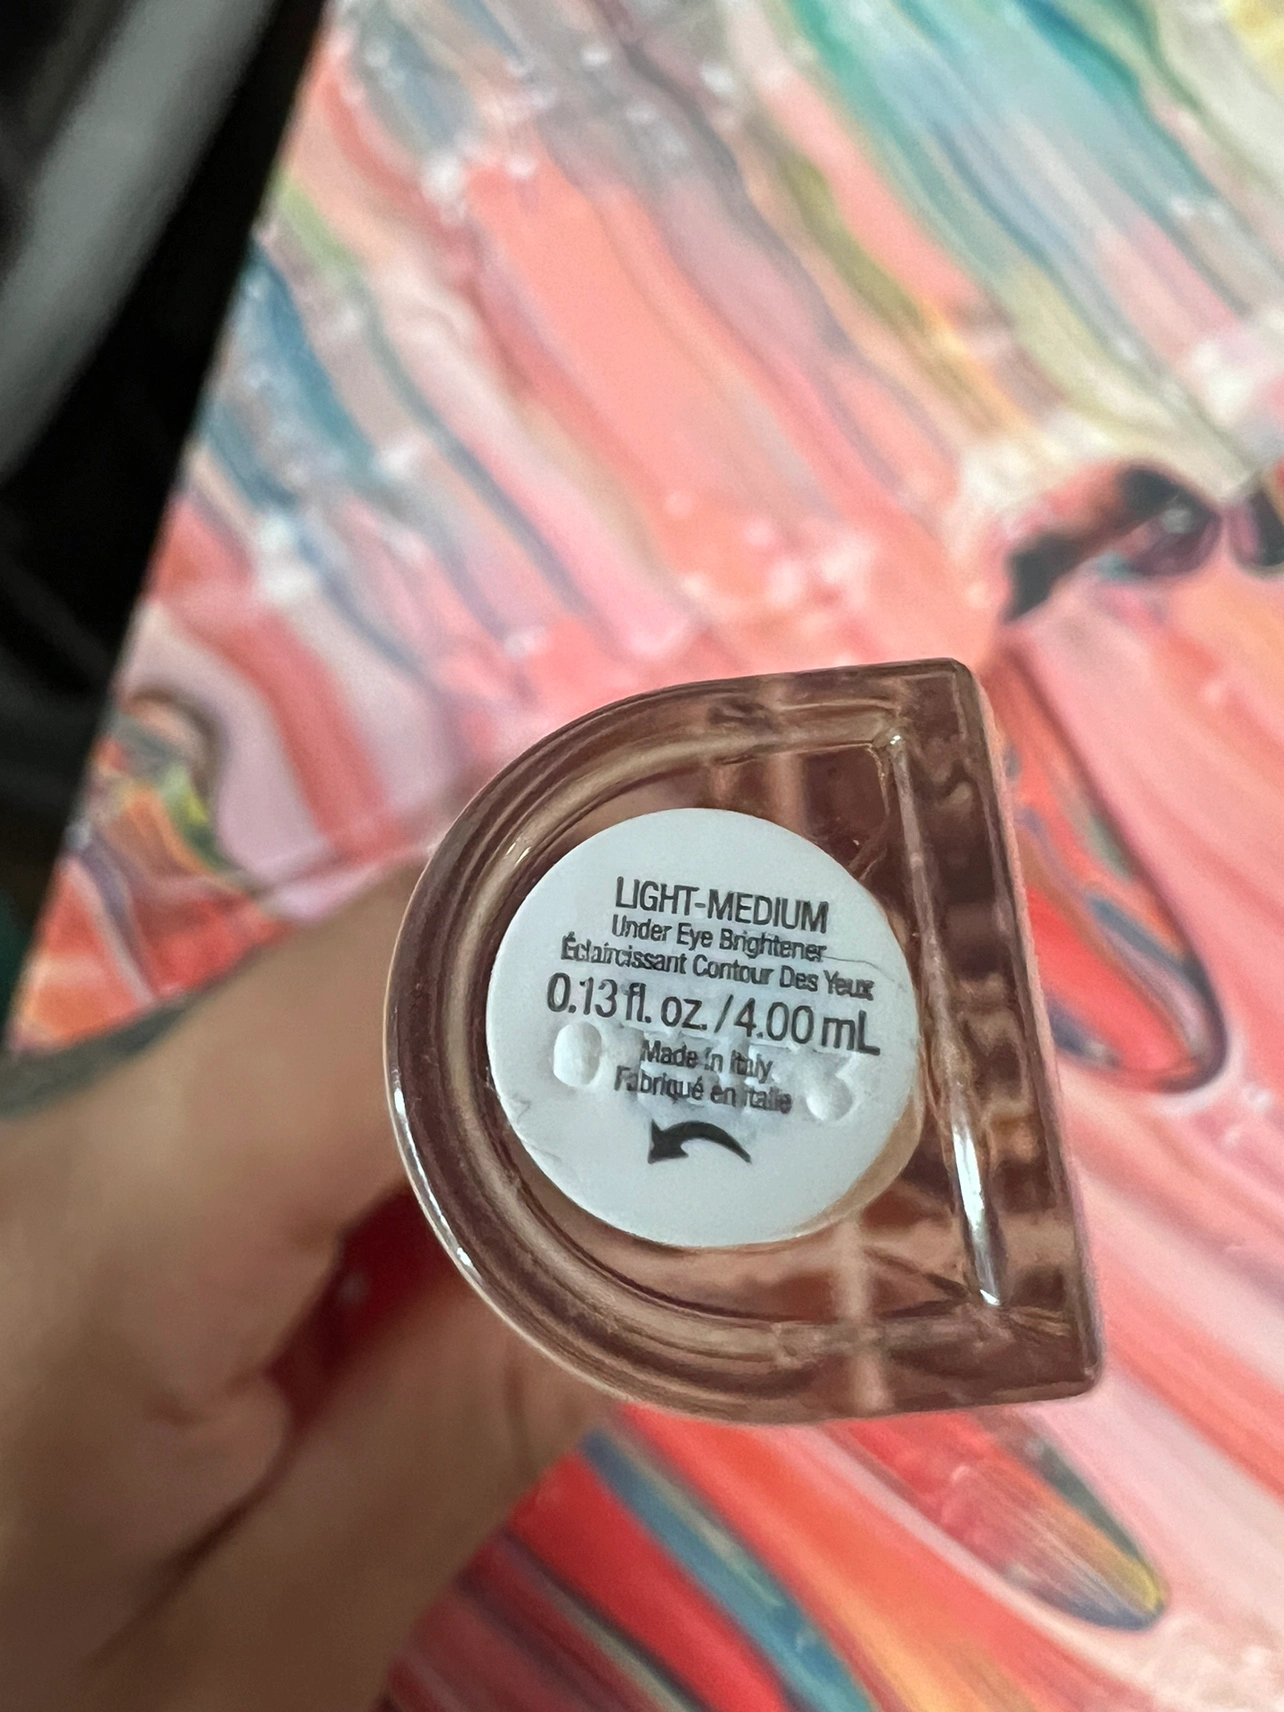 LIGHT-MEDIUM
Under Eye Brightener
Éclaircissant Contour Des Yeux
0.13 fl. oz. / 4.00 mL
Made in Italy
Fabriqué en Italie